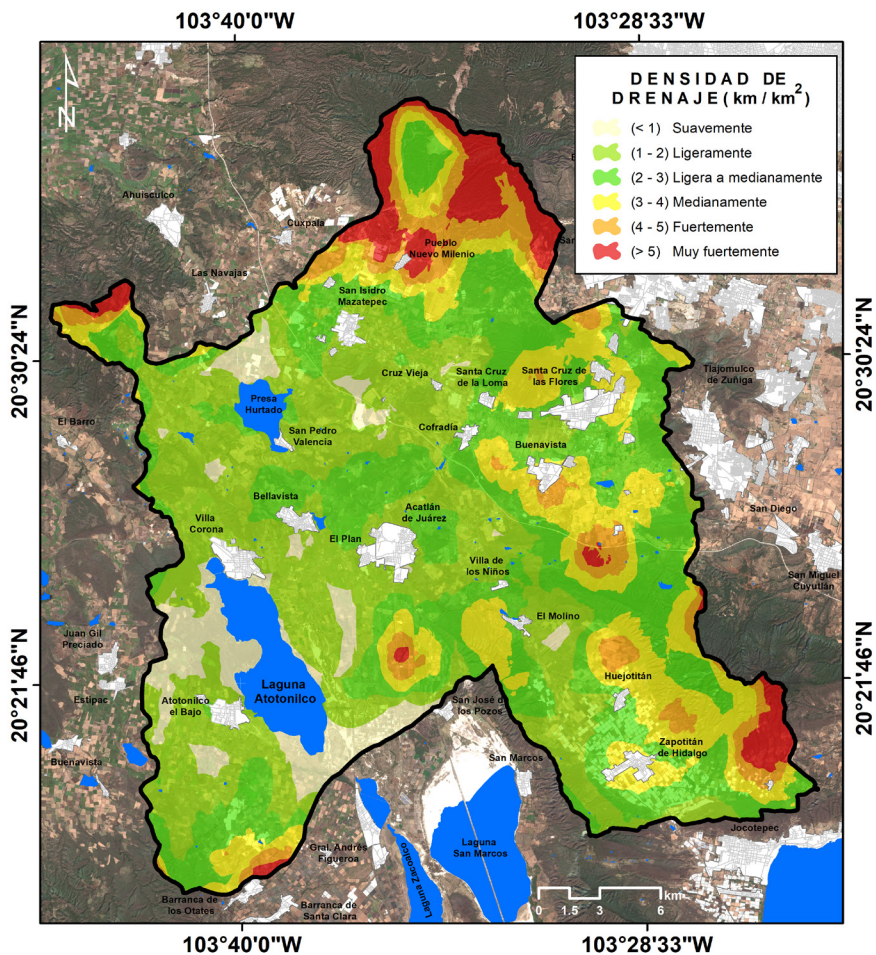 103°40'0"W
103°28'33"W
N
DENSIDAD DE
DRENAJE ( km / km2 )
(< 1) Suavemente
(1 - 2) Ligeramente
(2 - 3) Ligera a medianamente
(3 - 4) Medianamente
(4 - 5) Fuertemente
(> 5) Muy fuertemente
Ahuisculco
Cuxpala
Pueblo
Nuevo Milenio
Las Navajas
San Isidro
Mazatepec
20°30'24"N
20°30'24"N
Cruz Vieja
Santa Cruz
de la Loma
Santa Cruz de
las Flores
Tlajomulco
de Zuñiga
Presa
Hurtado
El Barro
San Pedro
Valencia
Cofradía
Buenavista
Bellavista
Villa
Corona
Acatlán
de Juárez
El Plan
San Diego
Villa de
los Niños
San Miguel
Cuyutlán
El Molino
Juan Gil
Preciado
20°21'46"N
20°21'46"N
Laguna
Atotonilco
Huejotitán
Estipac
Atotonilco
el Bajo
San José d
los Pozos
Zapotitán
de Hidalgo
Buenavista
San Marcos
Jocotepec
Gral. Andrés
Figueroa
Laguna
San Marcos
Laguna Zacoalco
Barranca de
los Otates
Barranca de
Santa Clara
km
0 1.5 3 6
103°40'0"W
103°28'33"W